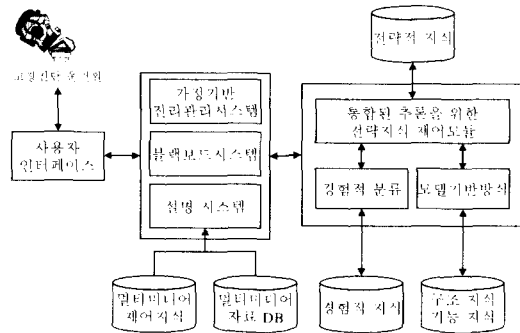 전략적 지식
고장진단 운전원
사용자
인터페이스
가정기반
진리관리시스템
블랙보드시스템
설명 시스템
통합된 추론을 위한
전략지식 제어모듈
경험적 분류
모델기반방식
멀티미디어
제어지식
멀티미디어
자료 DB
경험적 지식
구조 지식
기능 지식